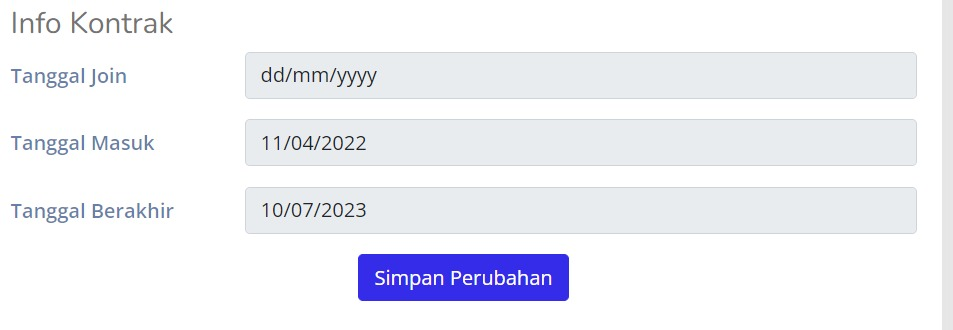 Info Kontrak
Tanggal Join dd/mm/yyyy
Tanggal Masuk 11/04/2022
Tanggal Berakhir 10/07/2023
Simpan Perubahan